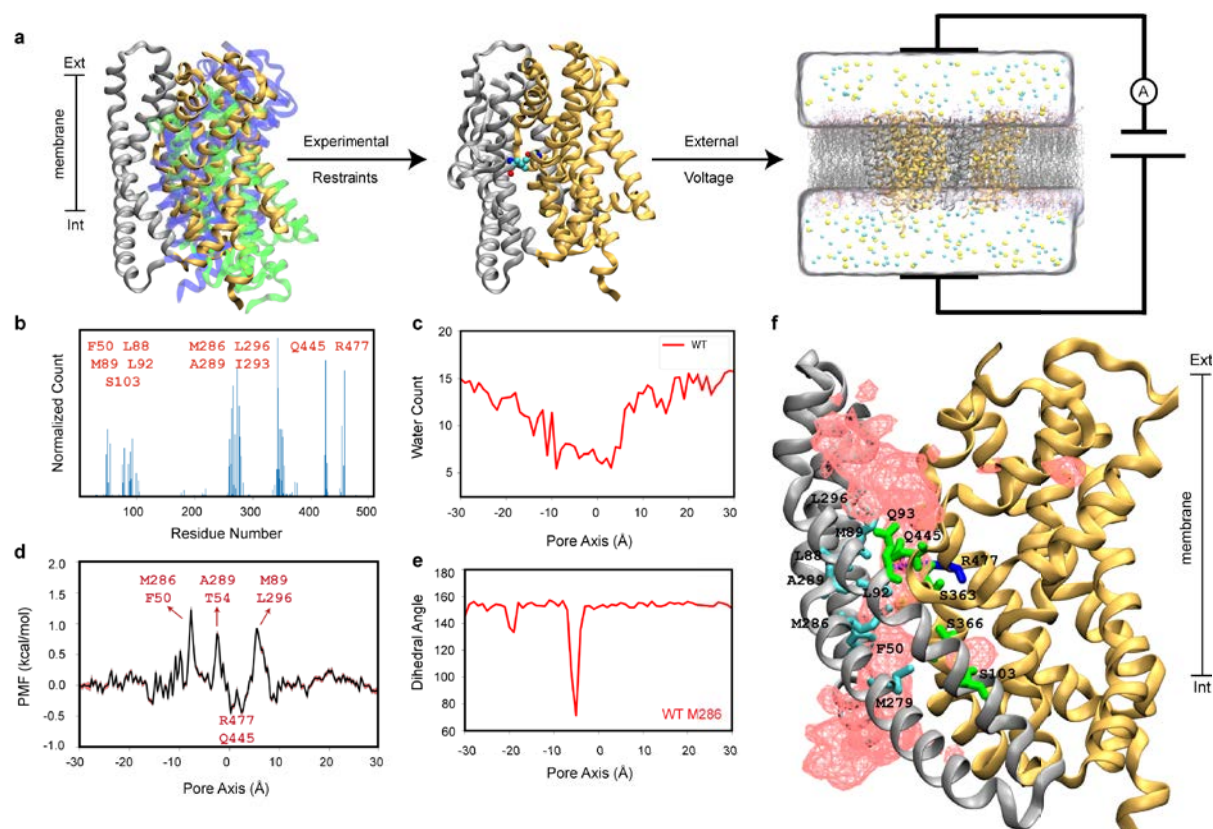 a
Ext
membrane
Int
Experimental
Restraints
External
Voltage
A
b
F50 L88
M89 L92
S103
M286 L296
A289 I293
Q445 R477
Normalized Count
0 100 200 300 400 500
Residue Number
c
WT
20
15
10
5
Water Count
-30 -20 -10 0 10 20 30
Pore Axis (Å)
d
2.0
1.5
1.0
0.5
0.0
-0.5
-1.0
PMF (kcal/mol)
M286 A289 M89
F50 T54 L296
R477
Q445
-30 -20 -10 0 10 20 30
Pore Axis (Å)
e
180
160
140
120
100
80
60
Dihedral Angle
WT M286
-30 -20 -10 0 10 20 30
Pore Axis (Å)
f
L296
Q93
M89
Q445
L88
R477
A289
L92
S363
M286
S366
F50
S103
M279
Ext
membrane
Int